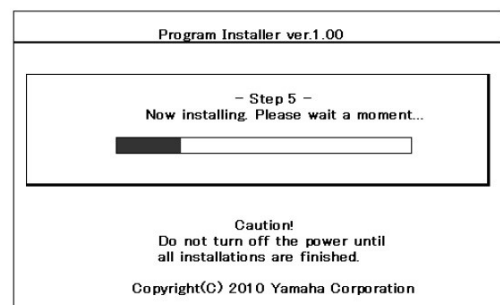 Program Installer ver.1.00
- Step 5 -
Now installing. Please wait a moment...
Caution!
Do not turn off the power until
all installations are finished.
Copyright(C) 2010 Yamaha Corporation